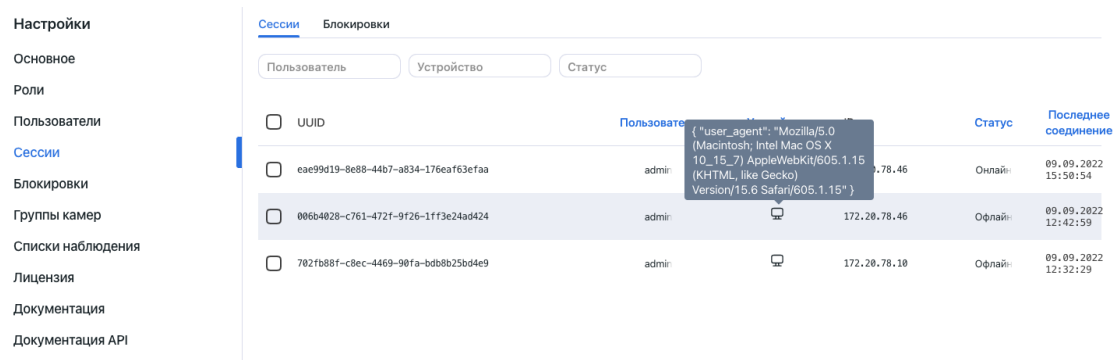 Настройки
Основное
Роли
Пользователи
Сессии
Блокировки
Группы камер
Списки наблюдения
Лицензия
Документация
Документация API
Сессии Блокировки
Пользователь Устройство Статус
UUID Статус Последнее соединение
{ "user_agent": "Mozilla/5.0
(Macintosh; Intel Mac OS X
10_15_7) AppleWebKit/605.1.15
(KHTML, like Gecko)
Version/15.6 Safari/605.1.15" }
eae99d19-8e88-44b7-a834-176eaf63efaa admin .78.46 Онлайн 09.09.2022 15:50:54
006b4028-c761-472f-9f26-1ff3e24ad424 admin 172.20.78.46 Офлайн 09.09.2022 12:42:59
702fb88f-c8ec-4469-90fa-bdb8b25bd4e9 admin 172.20.78.10 Офлайн 09.09.2022 12:32:29